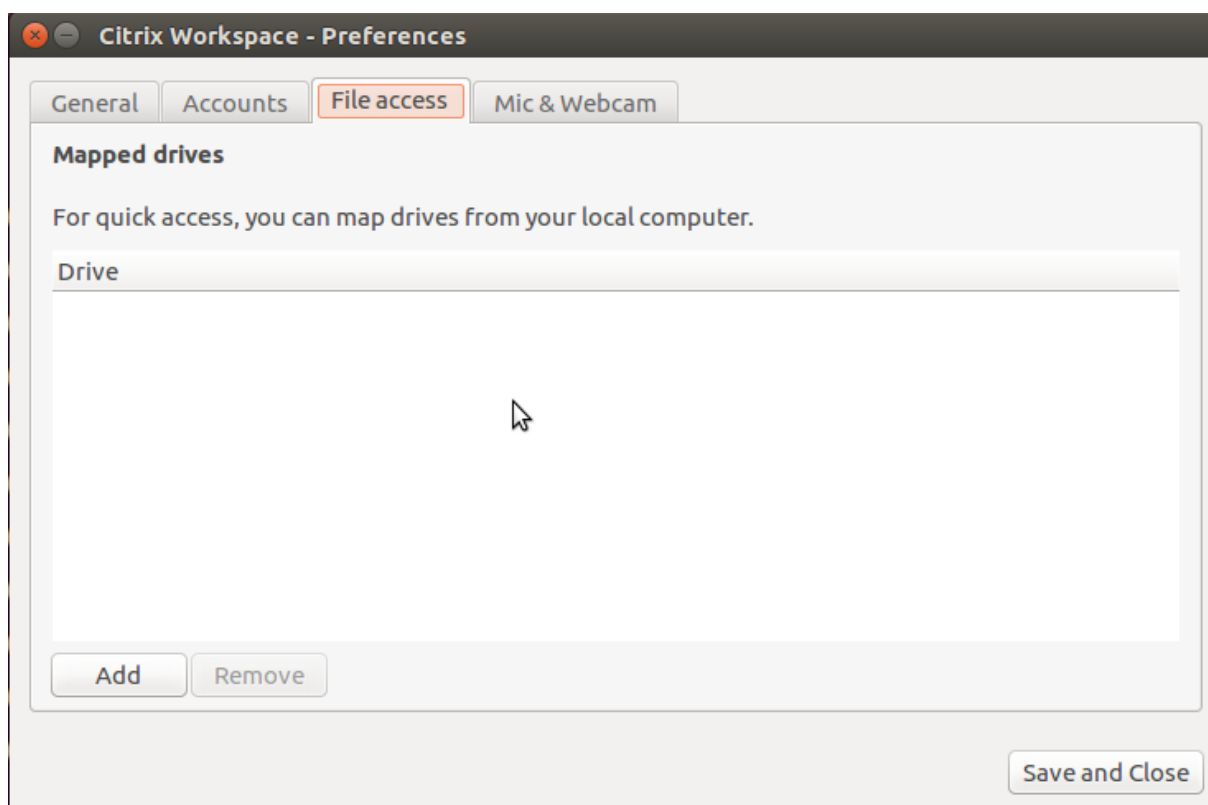 Citrix Workspace - Preferences
General Accounts File access Mic & Webcam
Mapped drives
For quick access, you can map drives from your local computer.
Drive
Add Remove
Save and Close